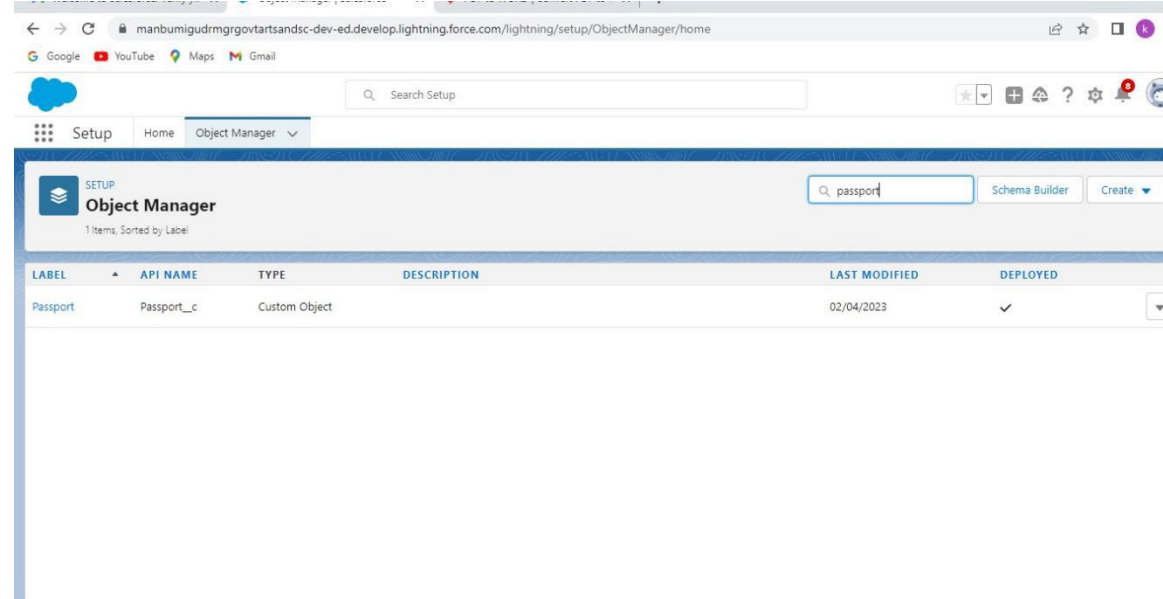 manbumigudrmgrgovtartsandsc-dev-ed.develop.lightning.force.com/lightning/setup/ObjectManager/home
k
Google YouTube Maps Gmail
Search Setup
8
Setup Home Object Manager
SETUP
Object Manager
1 Items, Sorted by Label
passport
Schema Builder Create
LABEL API NAME TYPE DESCRIPTION LAST MODIFIED DEPLOYED
Passport Passport__c Custom Object 02/04/2023